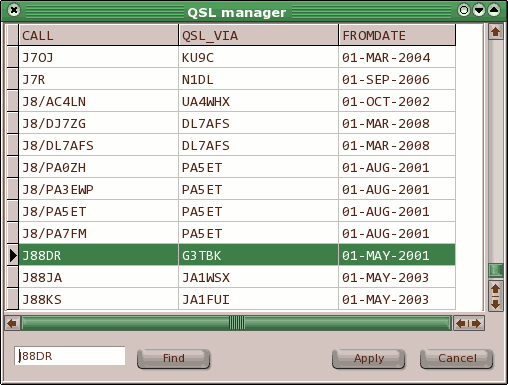 QSL manager
CALL QSL_VIA FROMDATE
J7OJ KU9C 01-MAR-2004
J7R N1DL 01-SEP-2006
J8/AC4LN UA4WHX 01-OCT-2002
J8/DJ7ZG DL7AFS 01-MAR-2008
J8/DL7AFS DL7AFS 01-MAR-2008
J8/PA0ZH PA5ET 01-AUG-2001
J8/PA3EWP PA5ET 01-AUG-2001
J8/PA5ET PA5ET 01-AUG-2001
J8/PA7FM PA5ET 01-AUG-2001
J88DR G3TBK 01-MAY-2001
J88JA JA1WSX 01-MAY-2003
J88KS JA1FUI 01-MAY-2003
J88DR Find Apply Cancel